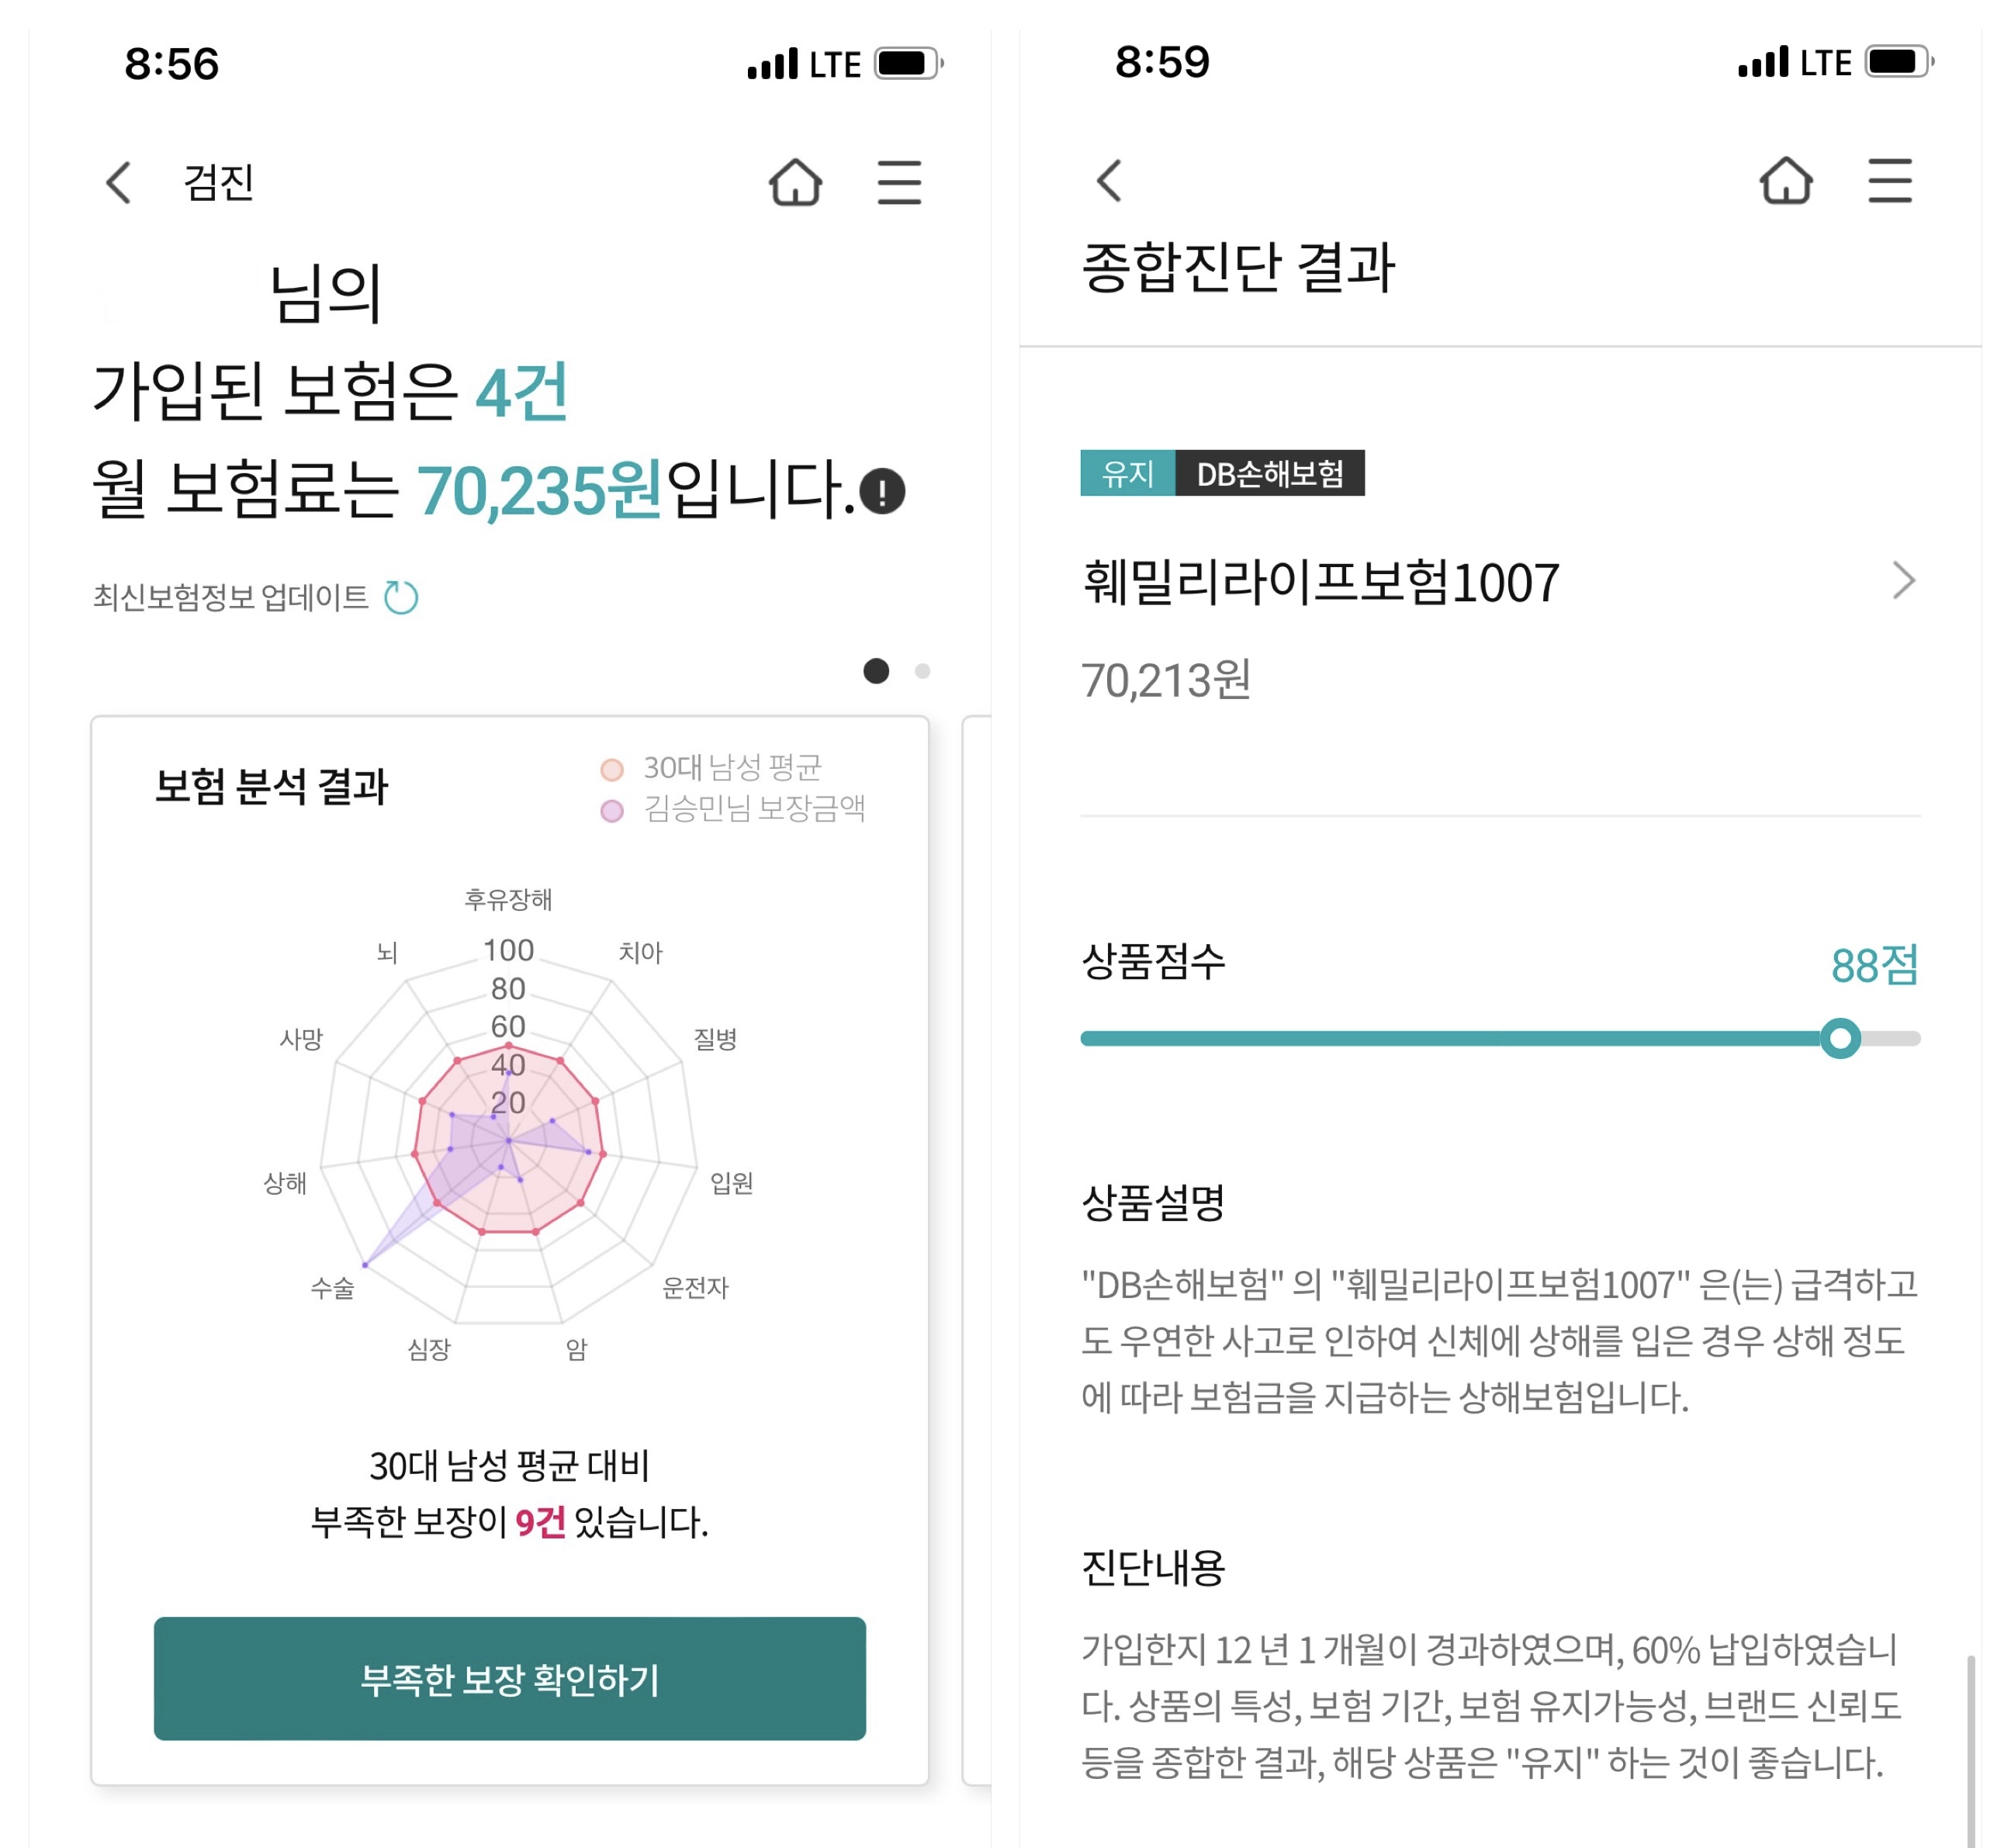 8:56
LTE
검진
님의
가입된 보험은 4건
월 보험료는 70,235원입니다.
최신보험정보 업데이트
보험 분석 결과
30대 남성 평균
김승민님 보장금액
후유장해
뇌
치아
사망
질병
상해
입원
수술
운전자
심장
암
100
80
60
40
20
30대 남성 평균 대비
부족한 보장이 9건 있습니다.
부족한 보장 확인하기
8:59
LTE
종합진단 결과
유지 DB손해보험
훼밀리라이프보험1007
70,213원
상품점수
88점
상품설명
"DB손해보험" 의 "훼밀리라이프보험1007" 은(는) 급격하고
도 우연한 사고로 인하여 신체에 상해를 입은 경우 상해 정도
에 따라 보험금을 지급하는 상해보험입니다.
진단내용
가입한지 12 년 1 개월이 경과하였으며, 60% 납입하였습니
다. 상품의 특성, 보험 기간, 보험 유지가능성, 브랜드 신뢰도
등을 종합한 결과, 해당 상품은 "유지" 하는 것이 좋습니다.